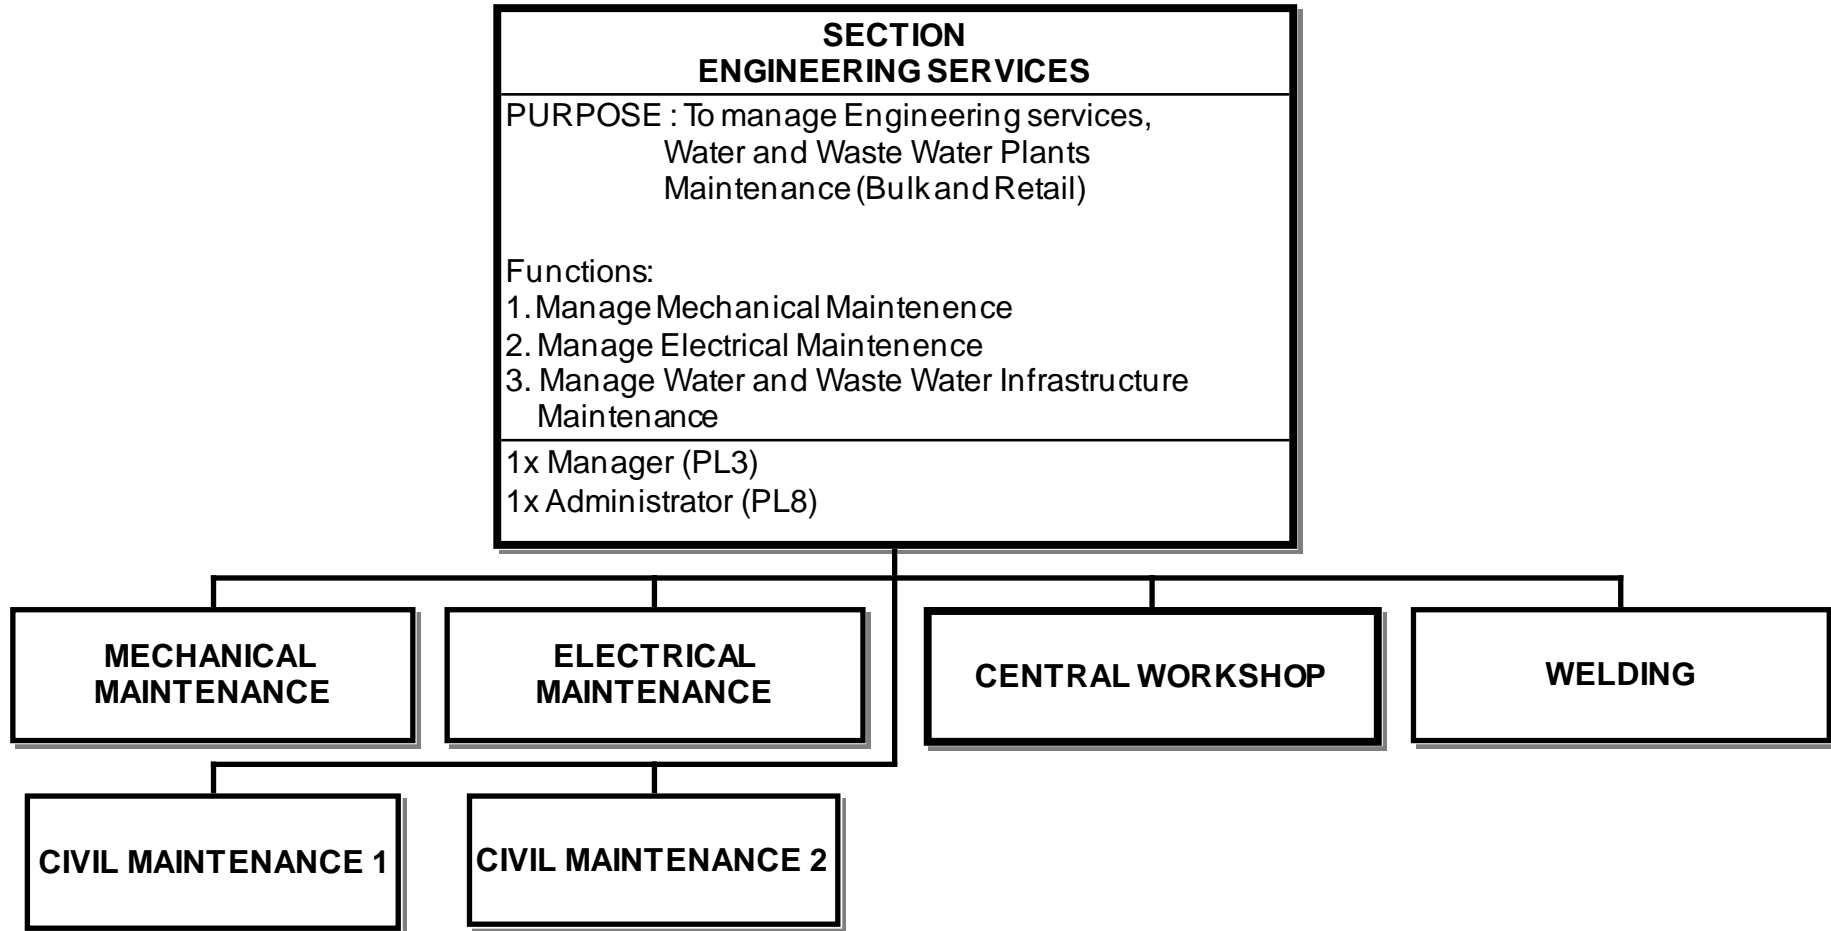 SECTION
ENGINEERING SERVICES
PURPOSE : To manage Engineering services,
Water and Waste Water Plants
Maintenance (Bulk and Retail)
Functions:
1. Manage Mechanical Maintenence
2. Manage Electrical Maintenence
3. Manage Water and Waste Water Infrastructure
Maintenance
1x Manager (PL3)
1x Administrator (PL8)
MECHANICAL
MAINTENANCE
ELECTRICAL
MAINTENANCE
CENTRAL WORKSHOP
WELDING
CIVIL MAINTENANCE 1
CIVIL MAINTENANCE 2